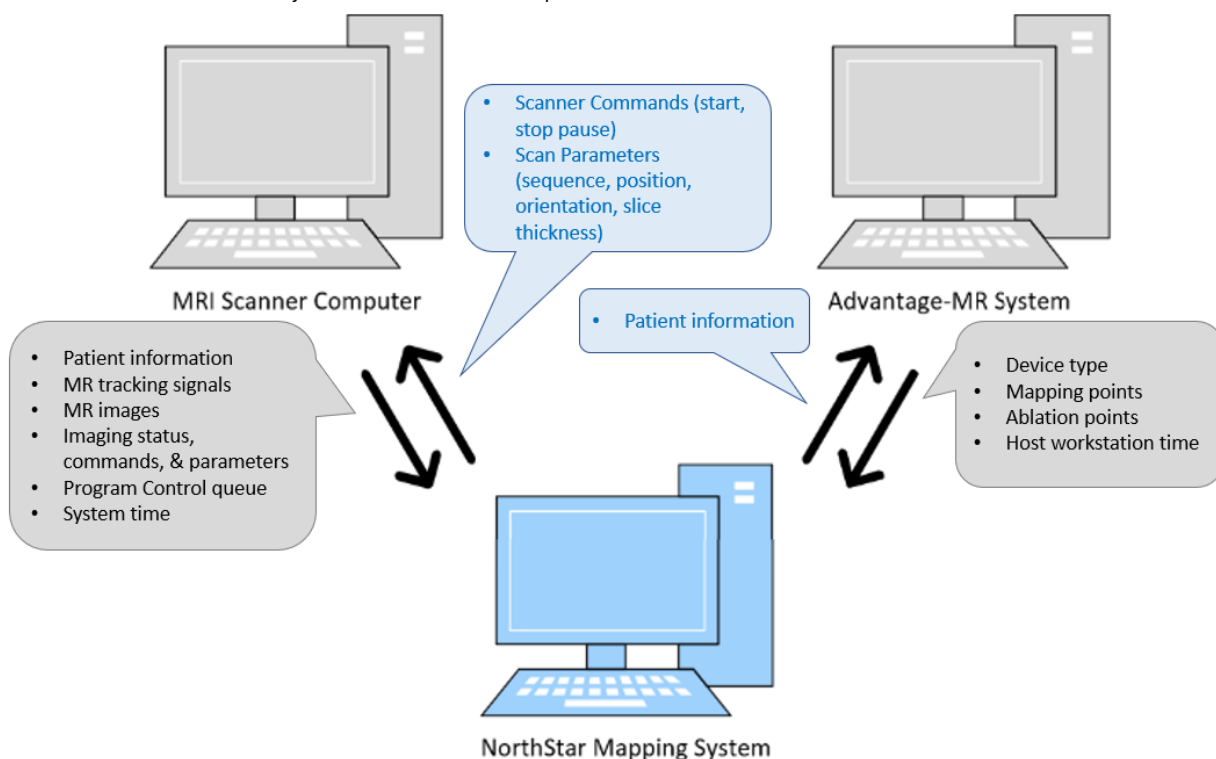 • Scanner Commands (start,
stop pause)
• Scan Parameters
(sequence, position,
orientation, slice
thickness)
MRI Scanner Computer
Advantage-MR System
• Patient information
• Patient information
• MR tracking signals
• MR images
• Imaging status,
commands, & parameters
• Program Control queue
• System time
• Device type
• Mapping points
• Ablation points
• Host workstation time
NorthStar Mapping System